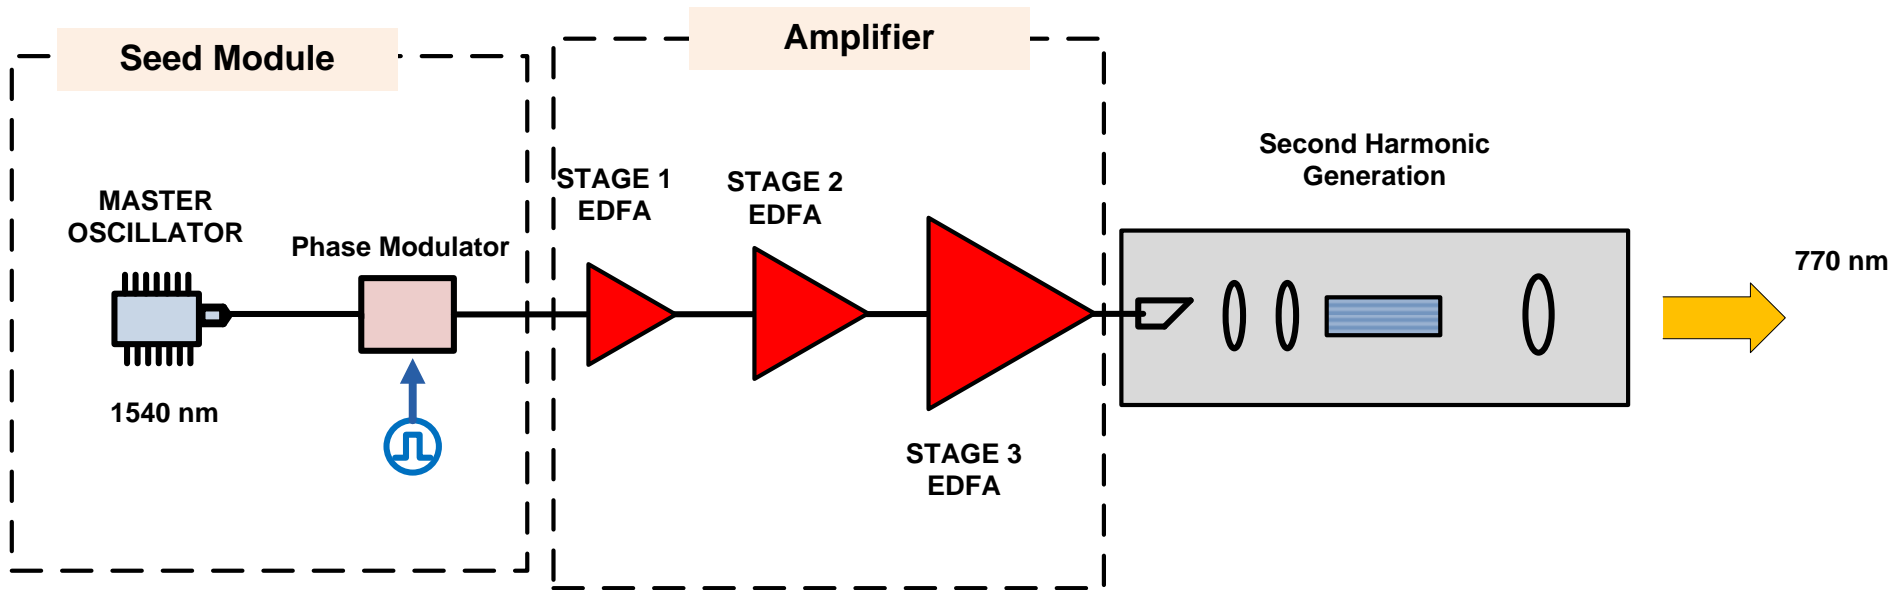 Seed Module
Amplifier
MASTER
OSCILLATOR
1540 nm
Phase Modulator
STAGE 1
EDFA
STAGE 2
EDFA
STAGE 3
EDFA
Second Harmonic
Generation
770 nm